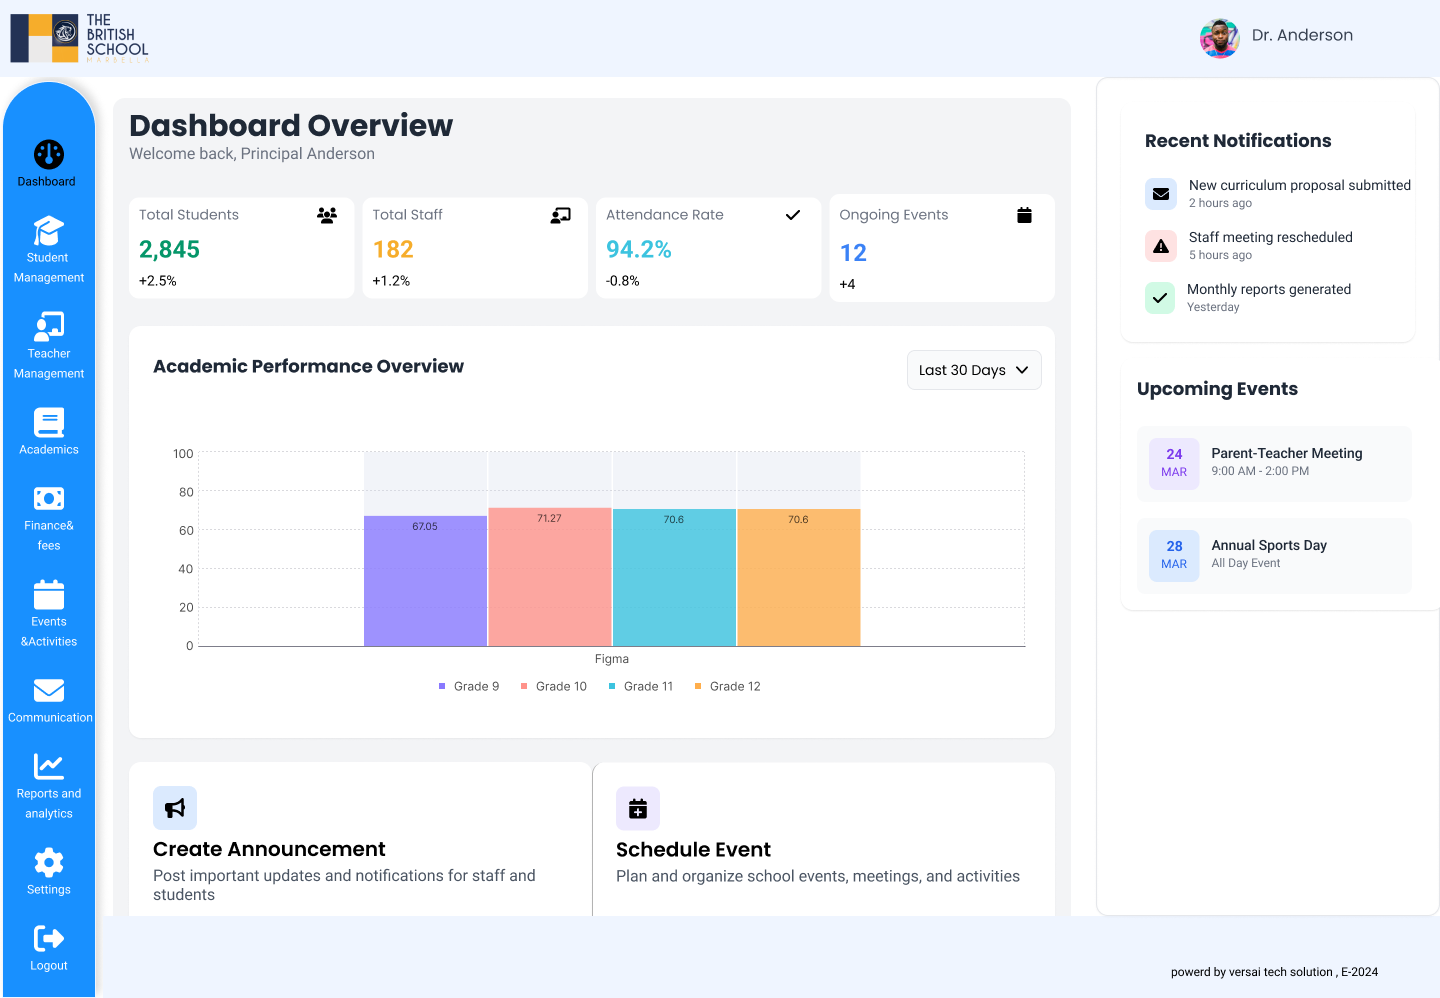 THE
BRITISH
SCHOOL
MARBELLA
Dr. Anderson
Dashboard
Student
Management
Teacher
Management
Academics
Finance&
fees
Events
&Activities
Communication
Reports and
analytics
Settings
Logout
Dashboard Overview
Welcome back, Principal Anderson
Total Students
2,845
+2.5%
Total Staff
182
+1.2%
Attendance Rate
94.2%
-0.8%
Ongoing Events
12
+4
Academic Performance Overview
Last 30 Days
100
80
60
40
20
0
67.05
71.27
70.6
70.6
Figma
Grade 9
Grade 10
Grade 11
Grade 12
Create Announcement
Post important updates and notifications for staff and
students
Schedule Event
Plan and organize school events, meetings, and activities
Recent Notifications
New curriculum proposal submitted
2 hours ago
Staff meeting rescheduled
5 hours ago
Monthly reports generated
Yesterday
Upcoming Events
24
MAR
Parent-Teacher Meeting
9:00 AM - 2:00 PM
28
MAR
Annual Sports Day
All Day Event
powerd by versai tech solution , E-2024